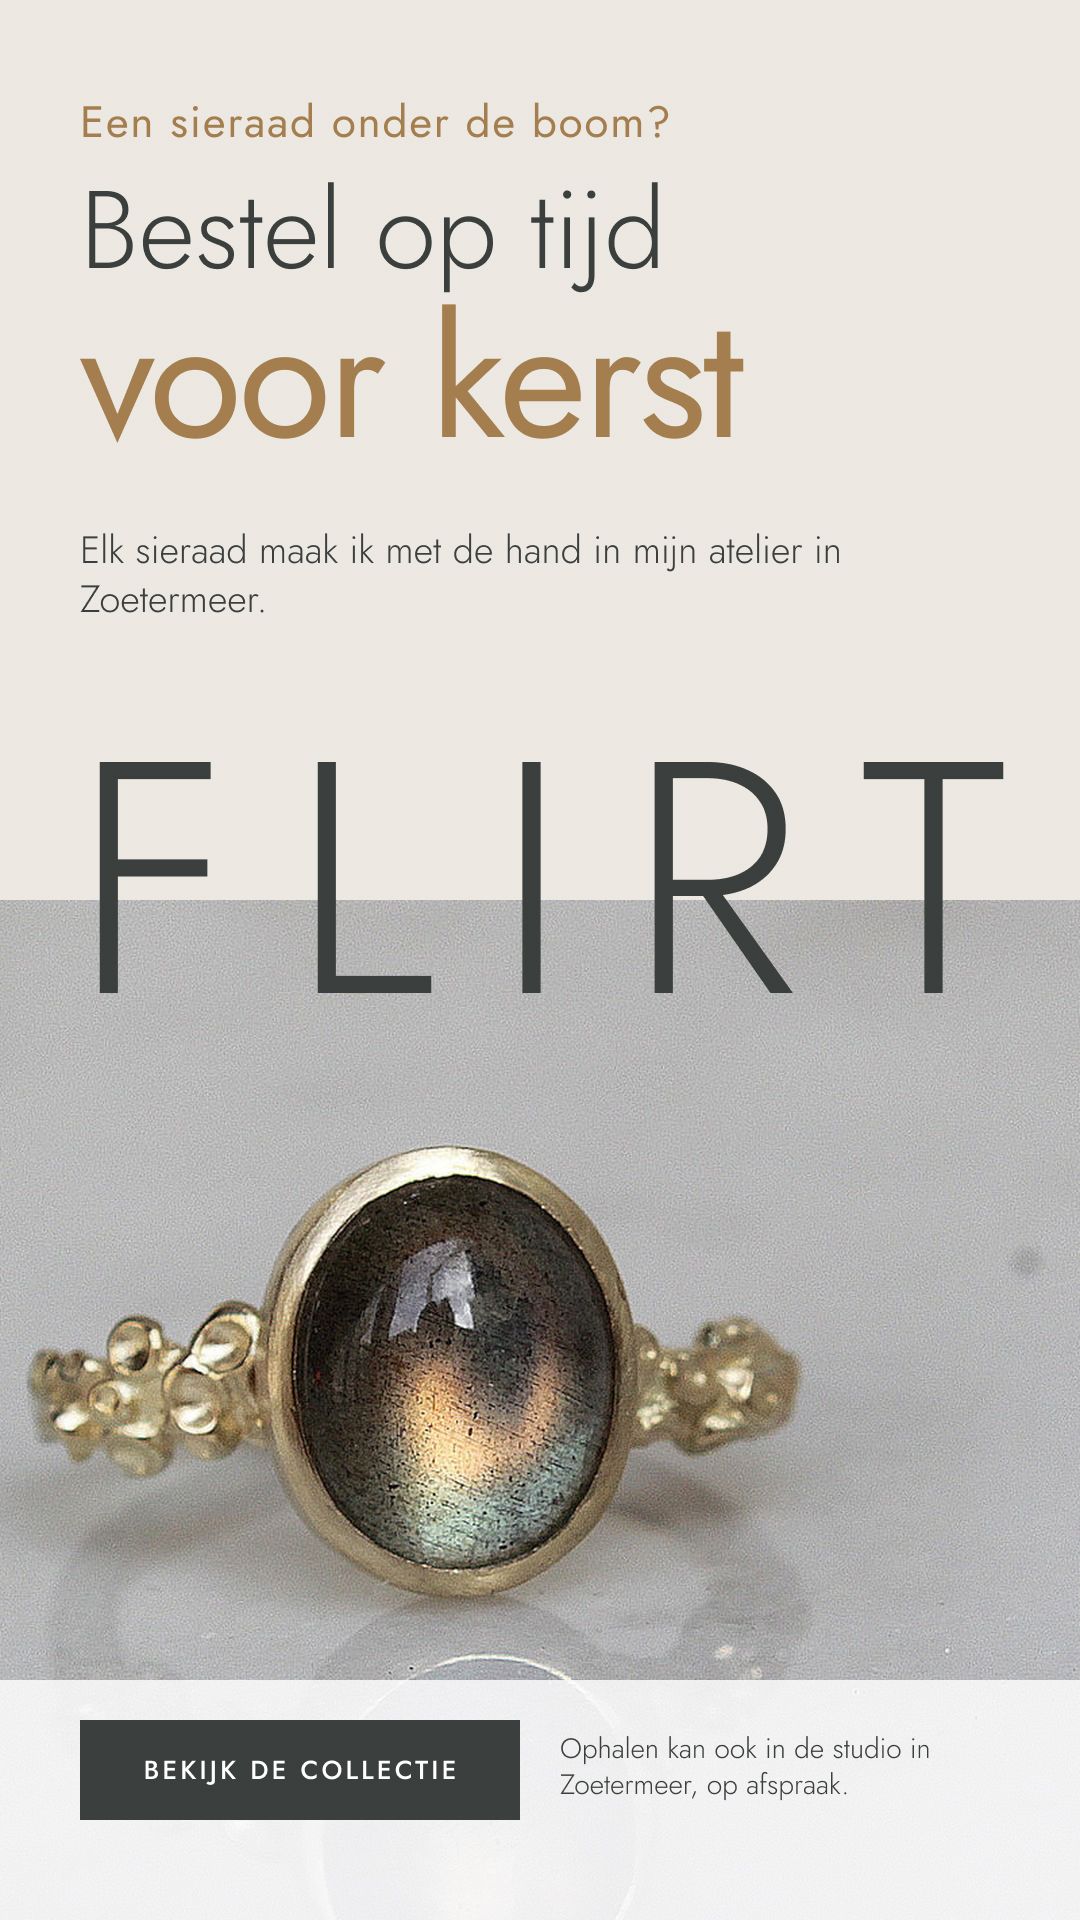 Een sieraad onder de boom?
Bestel op tijd
voor kerst
Elk sieraad maak ik met de hand in mijn atelier in
Zoetermeer.
FLIRT
BEKIJK DE COLLECTIE
Ophalen kan ook in de studio in
Zoetermeer, op afspraak.